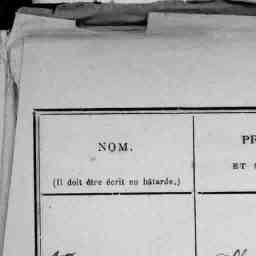 NOM.
(Il doit être écrit en bâtarde.)
PR
ET